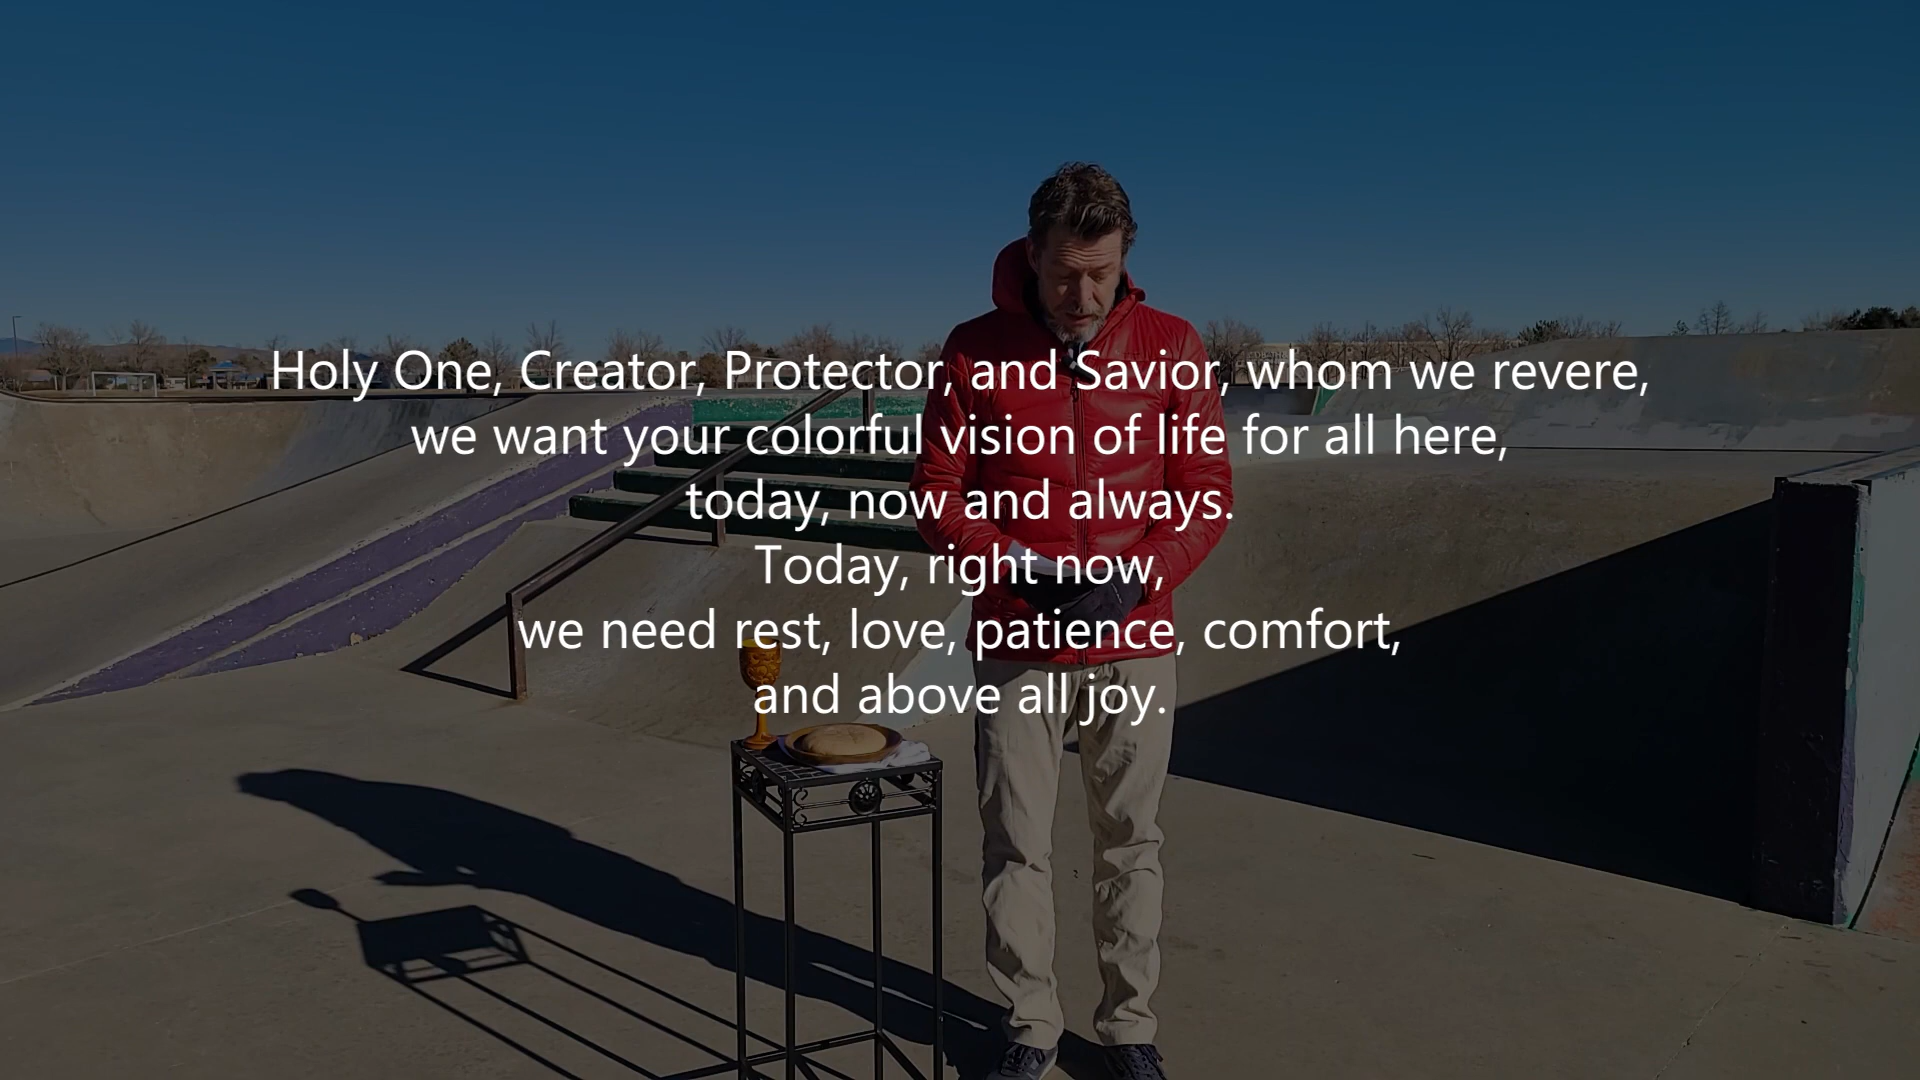 Holy One, Creator, Protector, and Savior, whom we revere,
we want your colorful vision of life for all here,
today, now and always.
Today, right now,
we need rest, love, patience, comfort,
and above all joy.